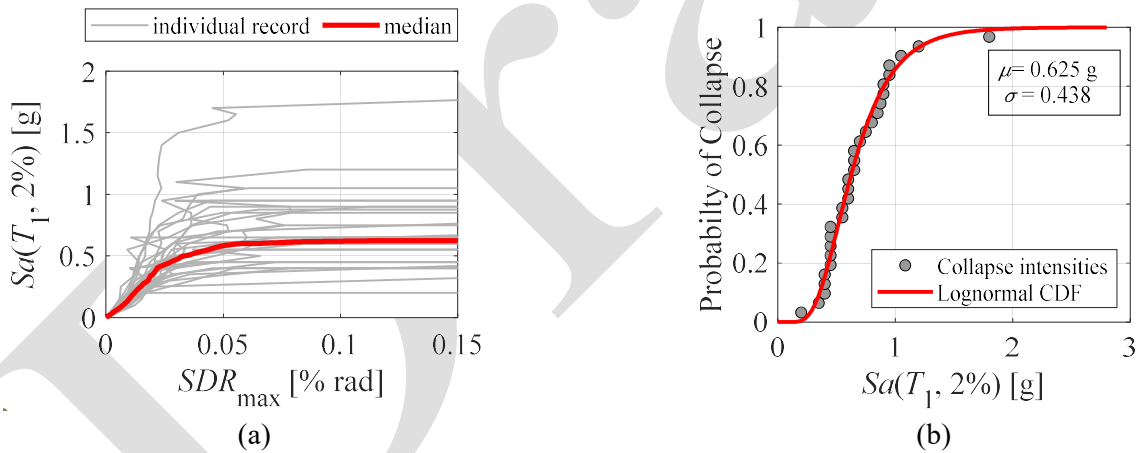 individual record median
2
1.5
1
0.5
0
Sa(T1, 2%) [g]
0 0.05 0.1 0.15
SDRmax [% rad]
(a)
1
0.8
0.6
0.4
0.2
0
Probabilty of Collapse
μ= 0.625 g
σ = 0.438
Collapse intensities
Lognormal CDF
0 1 2 3
Sa(T1, 2%) [g]
(b)